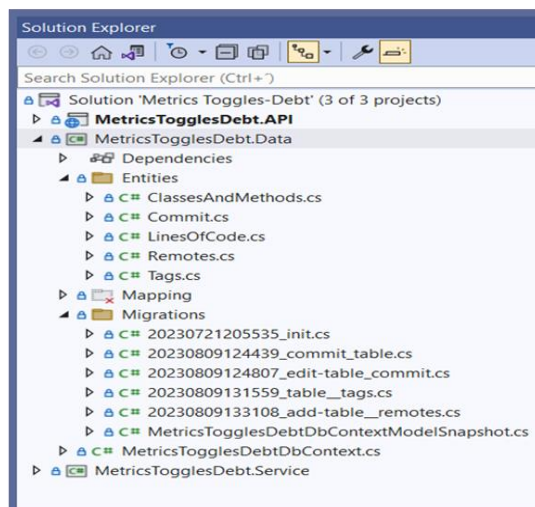 Solution Explorer
Search Solution Explorer (Ctrl+´)
Solution 'Metrics Toggles-Debt' (3 of 3 projects)
MetricsTogglesDebt.API
C# MetricsTogglesDebt.Data
Dependencies
Entities
C# ClassesAndMethods.cs
C# Commit.cs
C# LinesOfCode.cs
C# Remotes.cs
C# Tags.cs
Mapping
Migrations
C# 20230721205535_init.cs
C# 20230809124439_commit_table.cs
C# 20230809124807_edit-table_commit.cs
C# 20230809131559_table__tags.cs
C# 20230809133108_add-table__remotes.cs
C# MetricsTogglesDebtDbContextModelSnapshot.cs
C# MetricsTogglesDebtDbContext.cs
C# MetricsTogglesDebt.Service